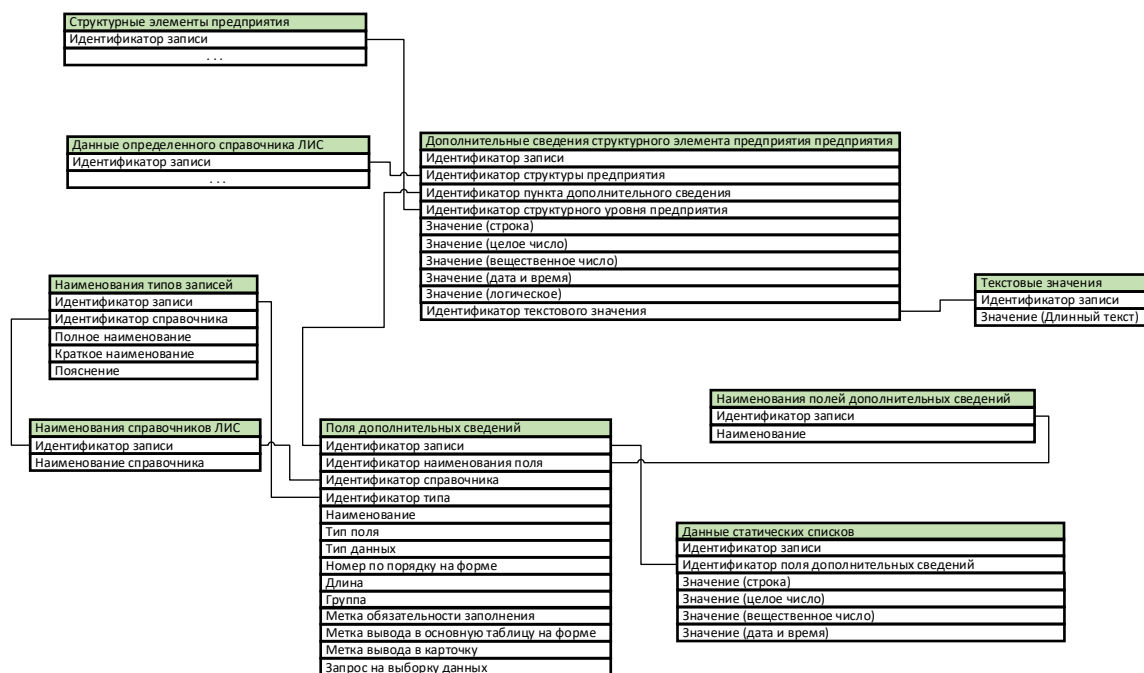 Структурные элементы предприятия
Идентификатор записи
. . .
Данные определенного справочника ЛИС
Идентификатор записи
. . .
Дополнительные сведения структурного элемента предприятия предприятия
Идентификатор записи
Идентификатор структуры предприятия
Идентификатор пункта дополнительного сведения
Идентификатор структурного уровня предприятия
Значение (строка)
Значение (целое число)
Значение (вещественное число)
Значение (дата и время)
Значение (логическое)
Идентификатор текстового значения
Текстовые значения
Идентификатор записи
Значение (Длинный текст)
Наименования типов записей
Идентификатор записи
Идентификатор справочника
Полное наименование
Краткое наименование
Пояснение
Наименования полей дополнительных сведений
Идентификатор записи
Наименование
Наименования справочников ЛИС
Идентификатор записи
Наименование справочника
Поля дополнительных сведений
Идентификатор записи
Идентификатор наименования поля
Идентификатор справочника
Идентификатор типа
Наименование
Тип поля
Тип данных
Номер по порядку на форме
Длина
Группа
Метка обязательности заполнения
Метка вывода в основную таблицу на форме
Метка вывода в карточку
Запрос на выборку данных
Данные статических списков
Идентификатор записи
Идентификатор поля дополнительных сведений
Значение (строка)
Значение (целое число)
Значение (вещественное число)
Значение (дата и время)